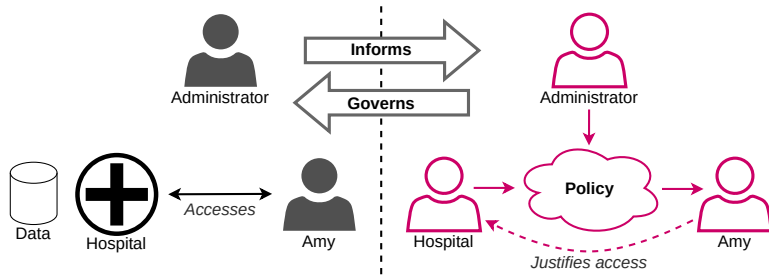 Informs
Administrator
Governs
Administrator
Policy
Accesses
Data
Hospital
Amy
Hospital
Amy
Justifies access